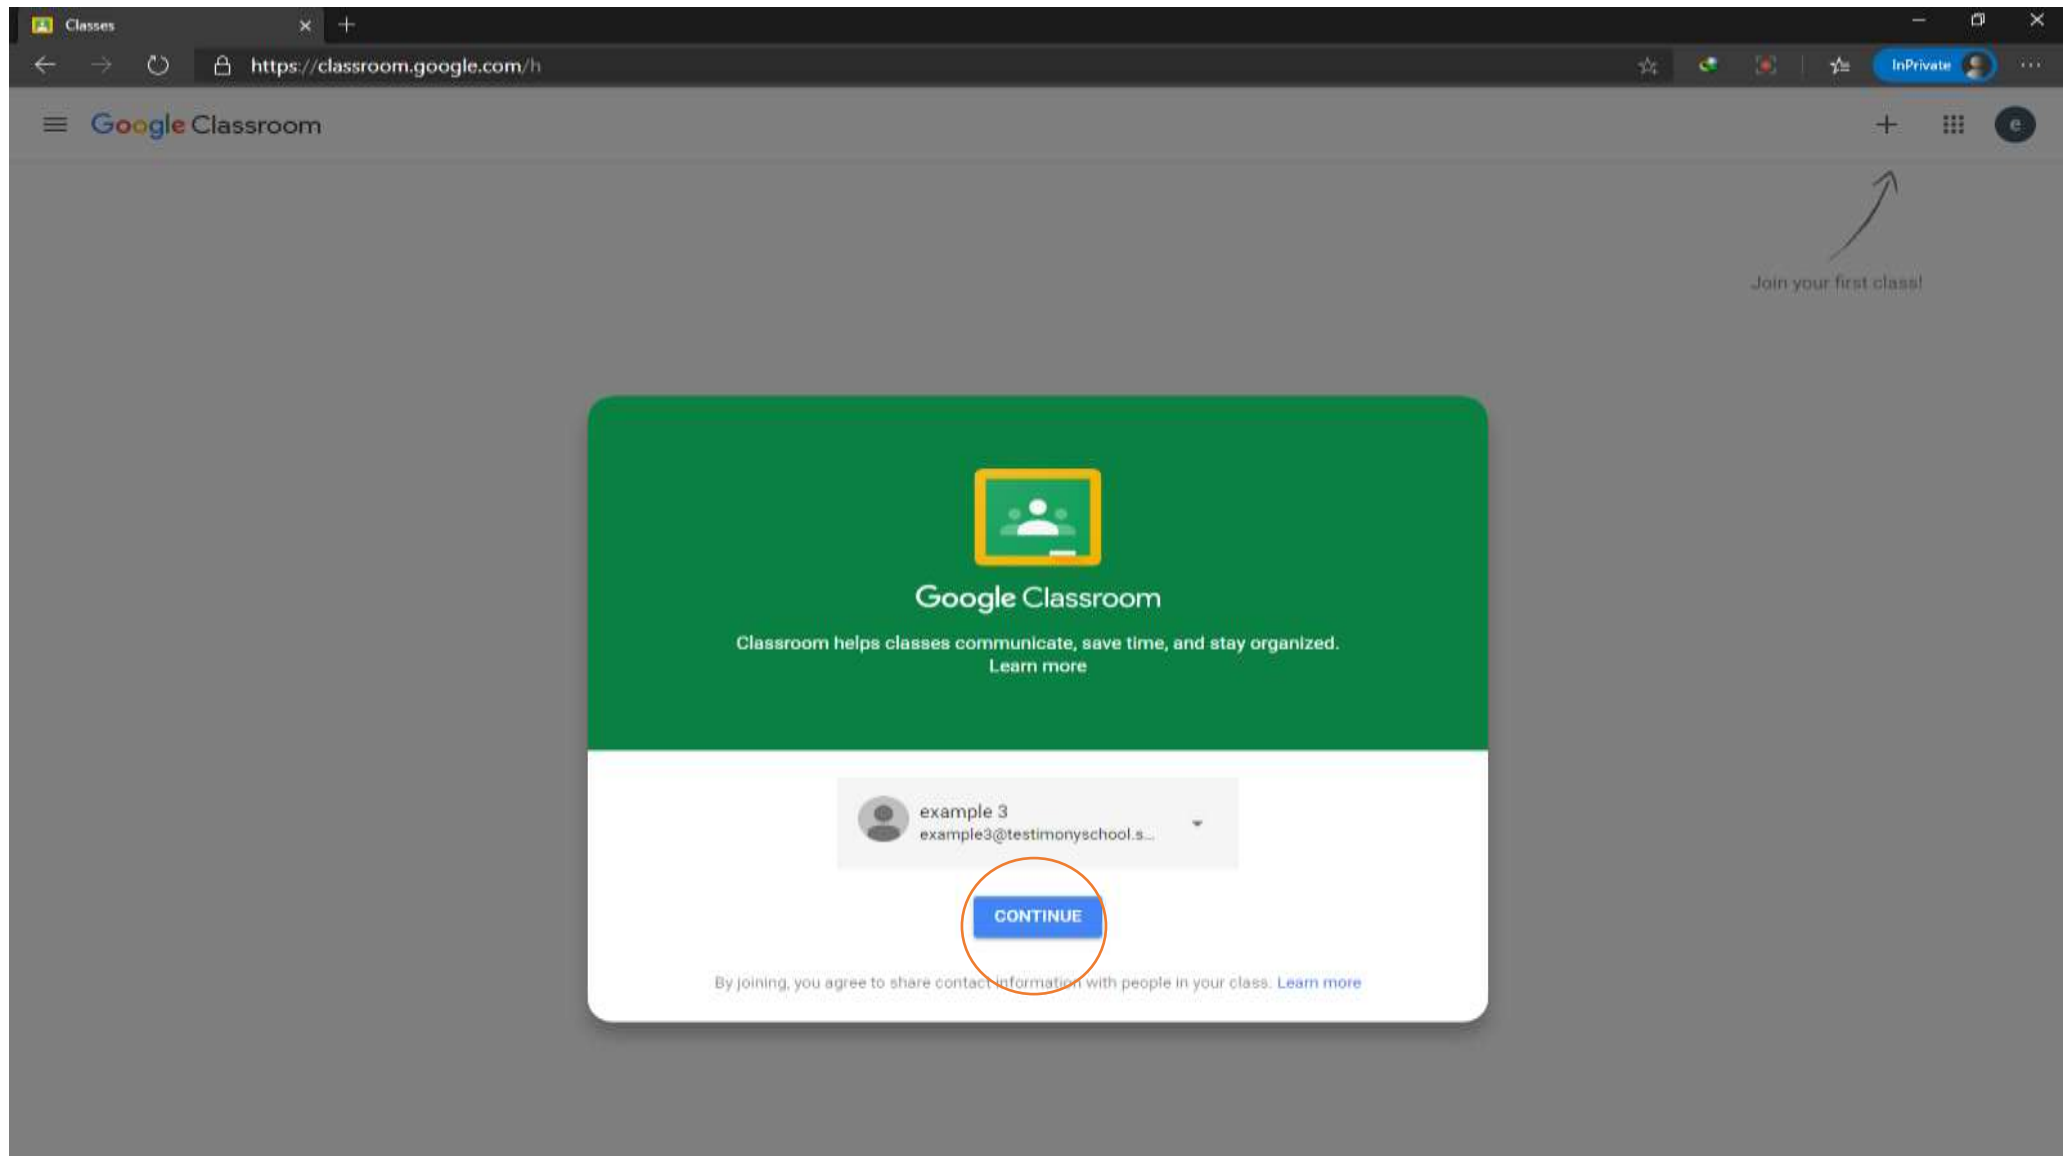 Classes
https://classroom.google.com/h
InPrivate
Google Classroom
e
Join your first class!
Google Classroom
Classroom helps classes communicate, save time, and stay organized.
Learn more
example 3
example3@testimonyschool.s...
CONTINUE
By joining, you agree to share contact information with people in your class. Learn more